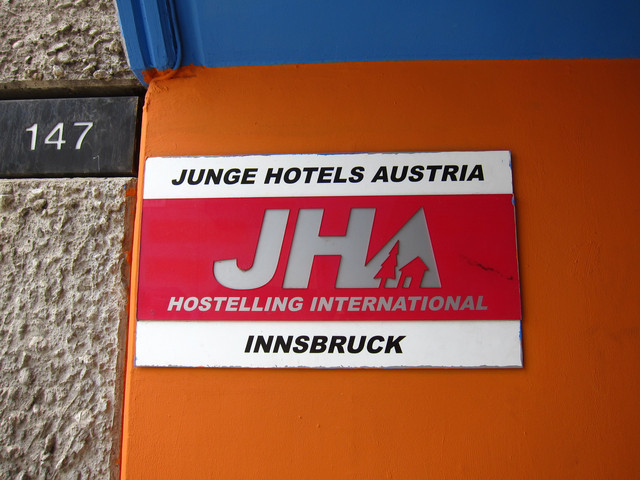 147
JUNGE HOTELS AUSTRIA
JHA
HOSTELLING INTERNATIONAL
INNSBRUCK